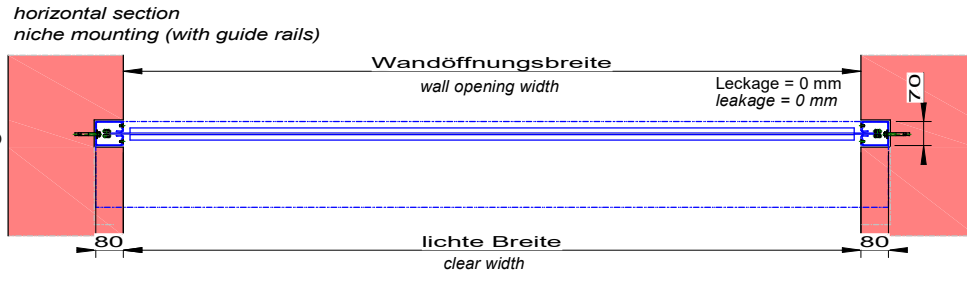 horizontal section
niche mounting (with guide rails)
Wandöffnungsbreite
wall opening width
Leckage = 0 mm
leakage = 0 mm
70
80
lichte Breite
80
clear width